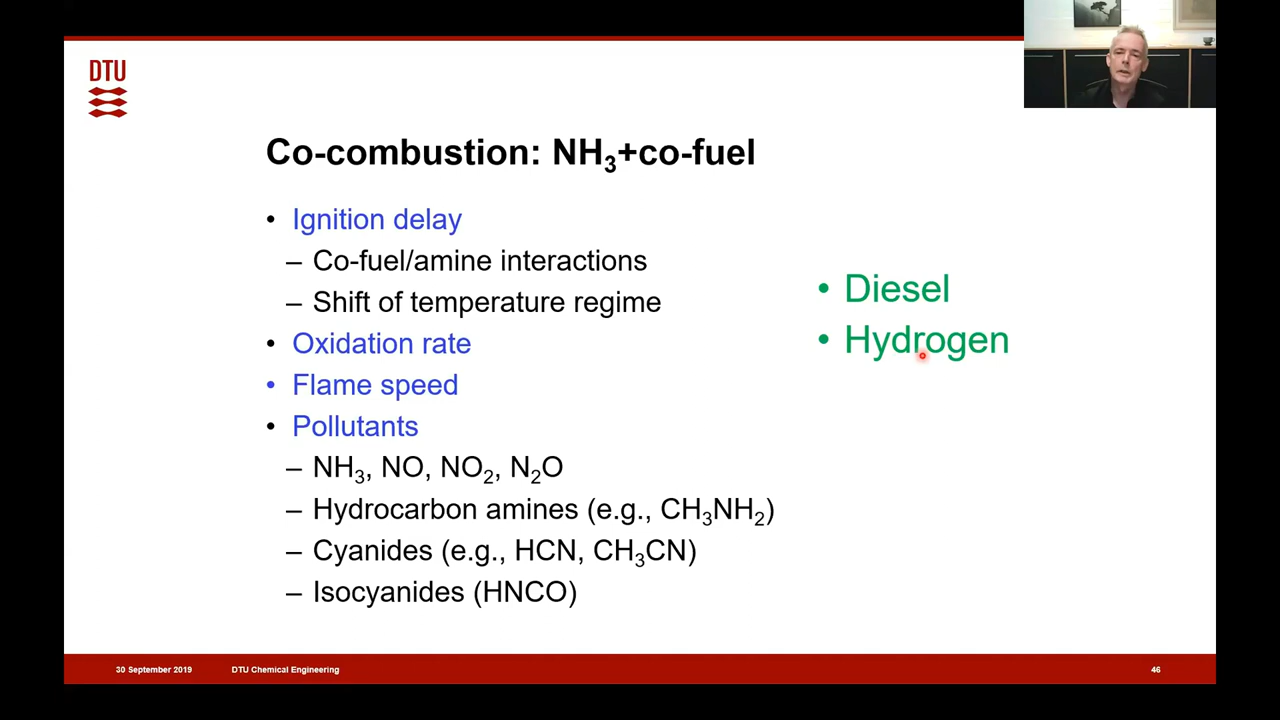 DTU
Co-combustion: NH₃+co-fuel
• Ignition delay
– Co-fuel/amine interactions
– Shift of temperature regime
• Oxidation rate
• Flame speed
• Pollutants
– NH₃, NO, NO₂, N₂O
– Hydrocarbon amines (e.g., CH₃NH₂)
– Cyanides (e.g., HCN, CH₃CN)
– Isocyanides (HNCO)
• Diesel
• Hydrogen
30 September 2019 DTU Chemical Engineering 46